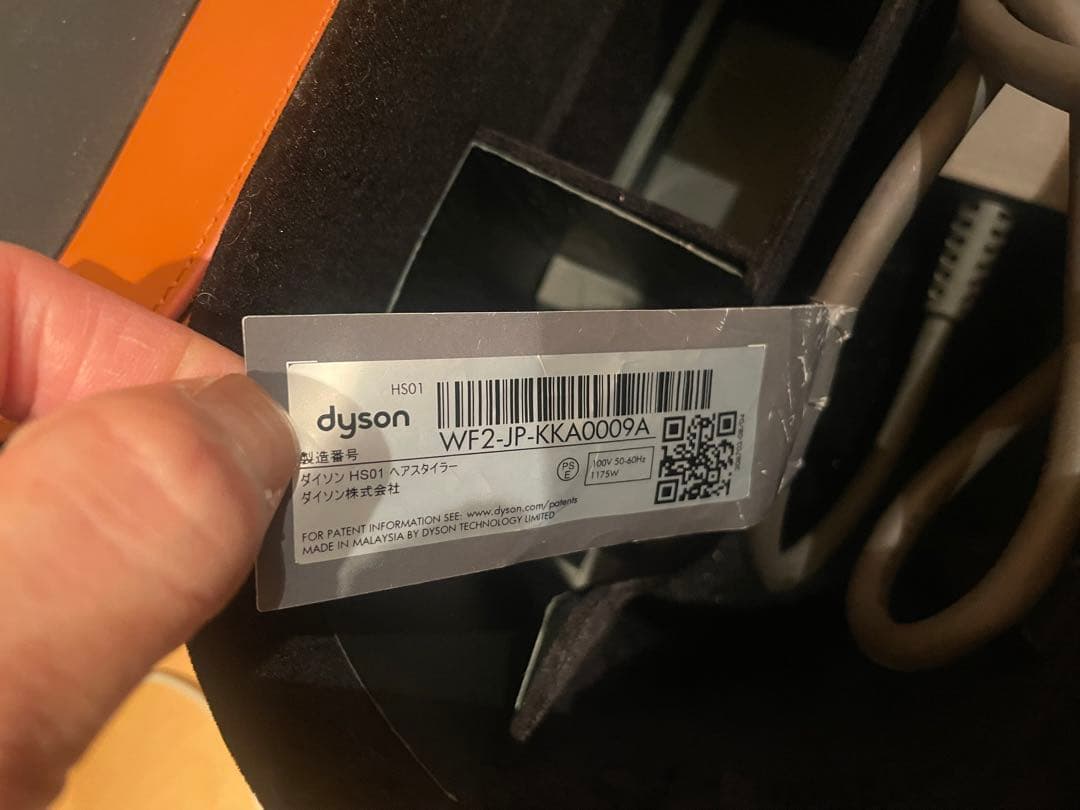 HS01
dyson
WF2-JP-KKA0009A
製造番号
ダイソン HS01 ヘアスタイラー
ダイソン株式会社
PS
E
100V 50-60Hz
1175W
FOR PATENT INFORMATION SEE: www.dyson.com/patents
MADE IN MALAYSIA BY DYSON TECHNOLOGY LIMITED